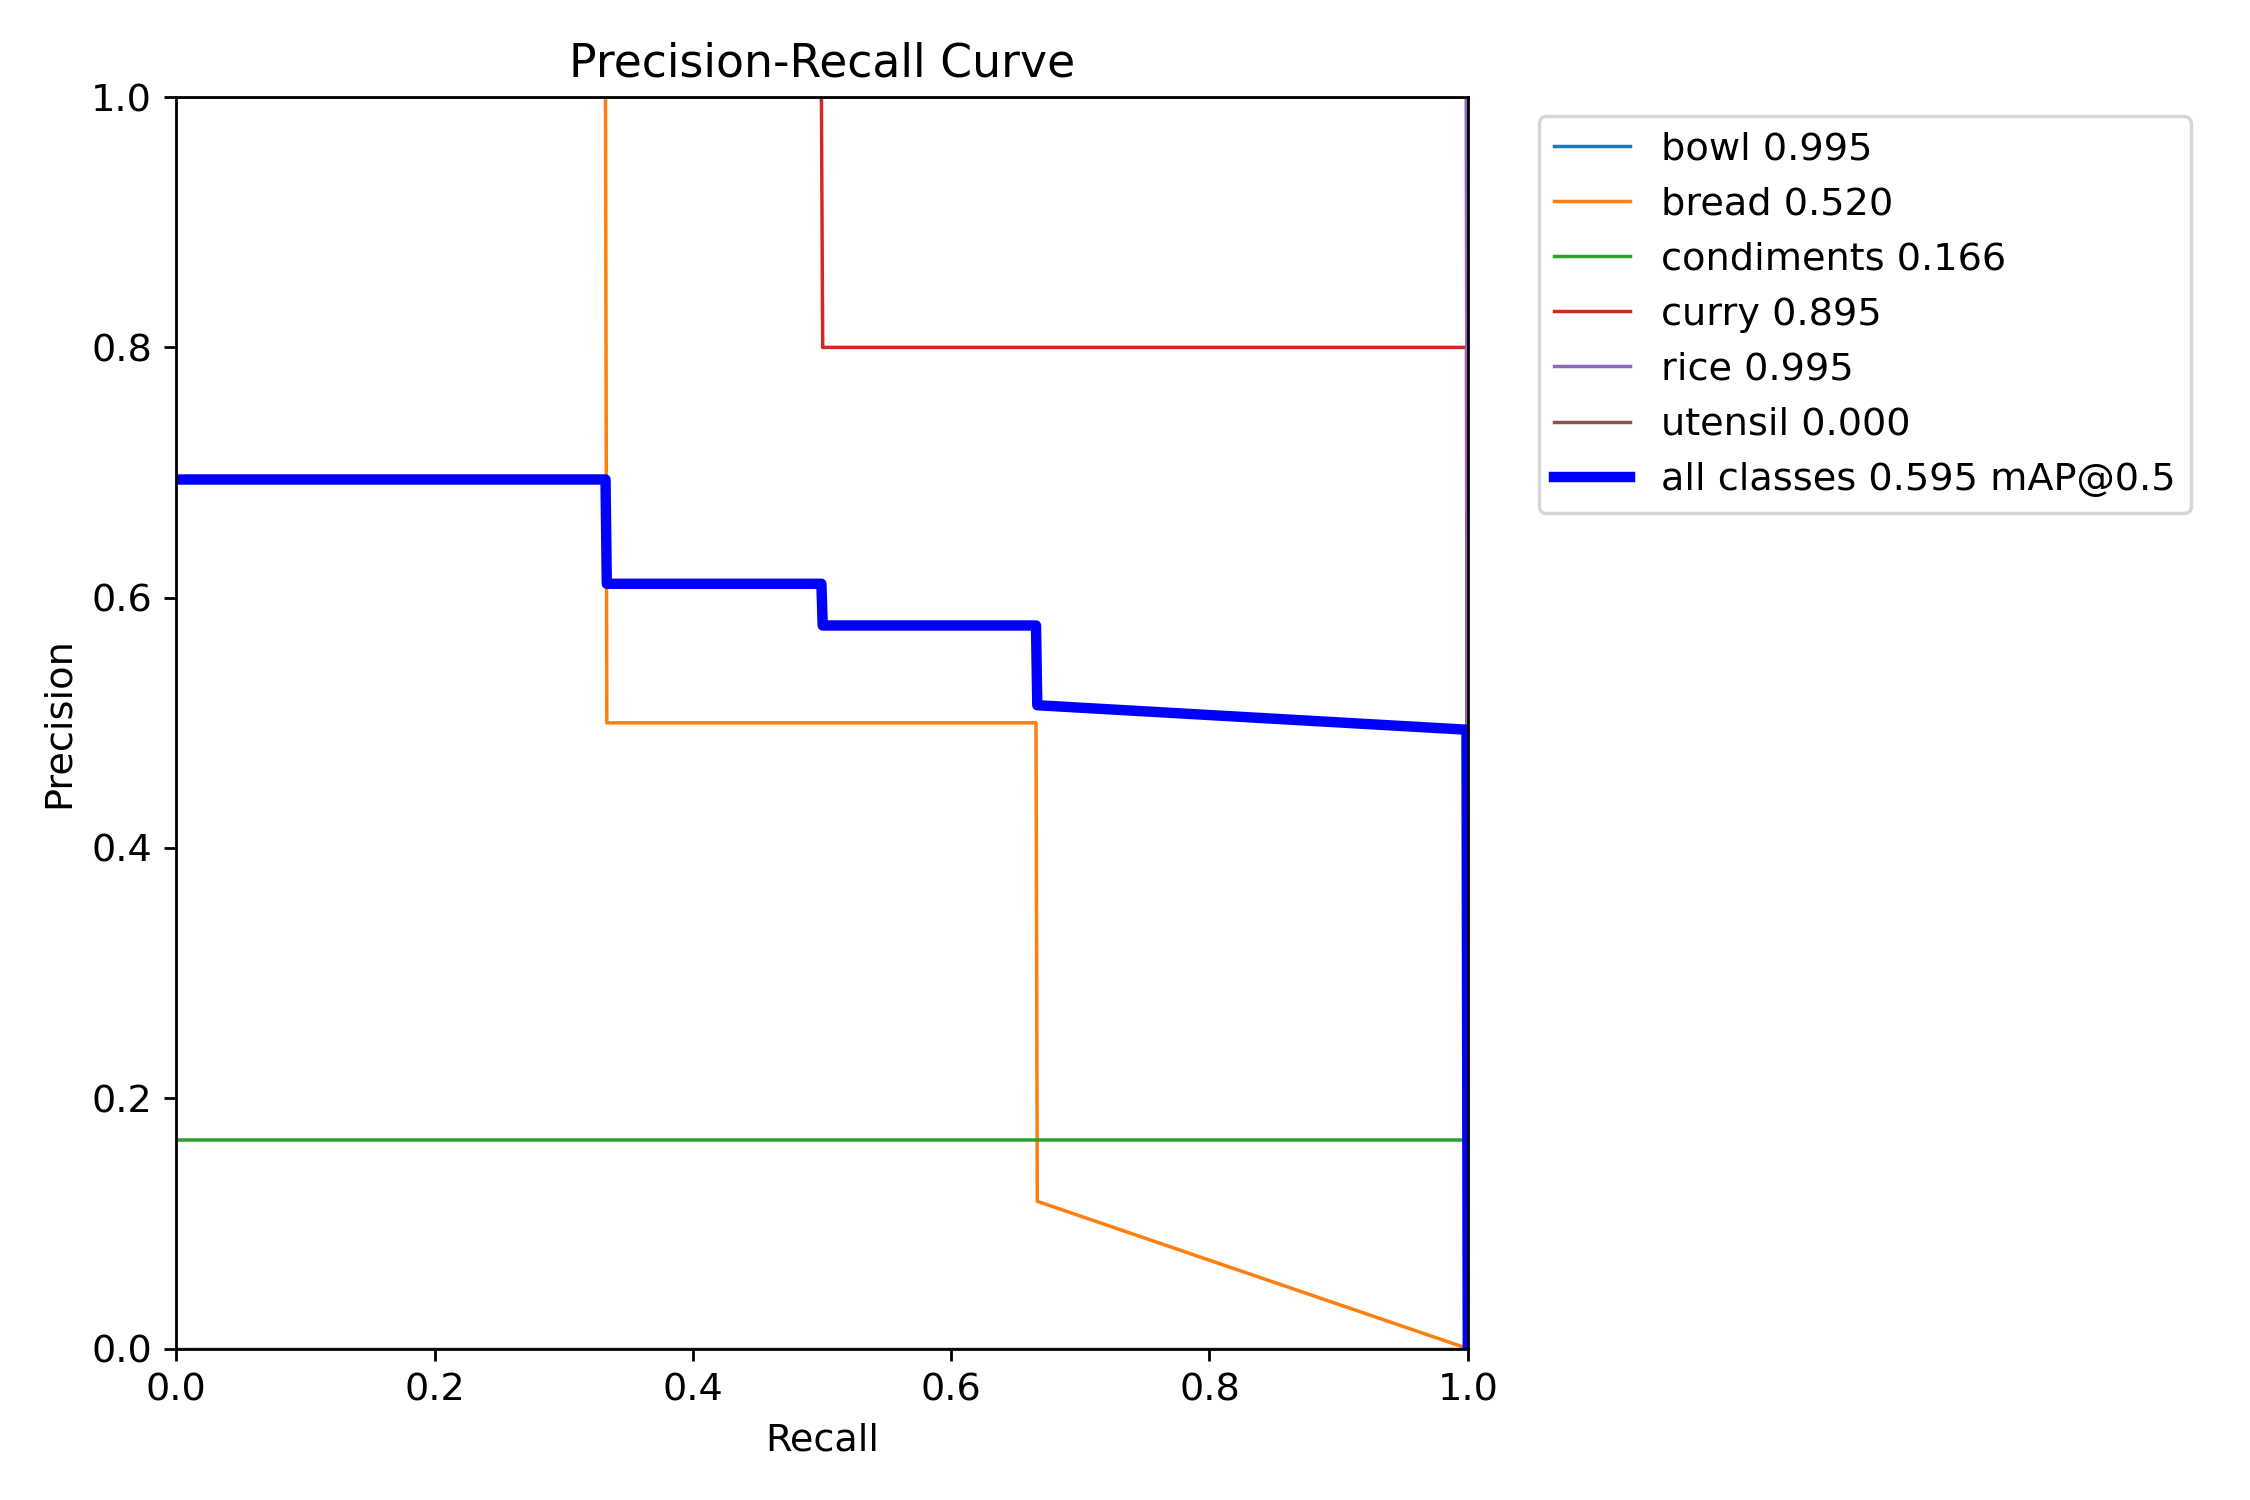 Precision-Recall Curve
1.0
0.8
0.6
0.4
0.2
0.0
Precision
0.0 0.2 0.4 0.6 0.8 1.0
Recall
bowl 0.995
bread 0.520
condiments 0.166
curry 0.895
rice 0.995
utensil 0.000
all classes 0.595 mAP@0.5